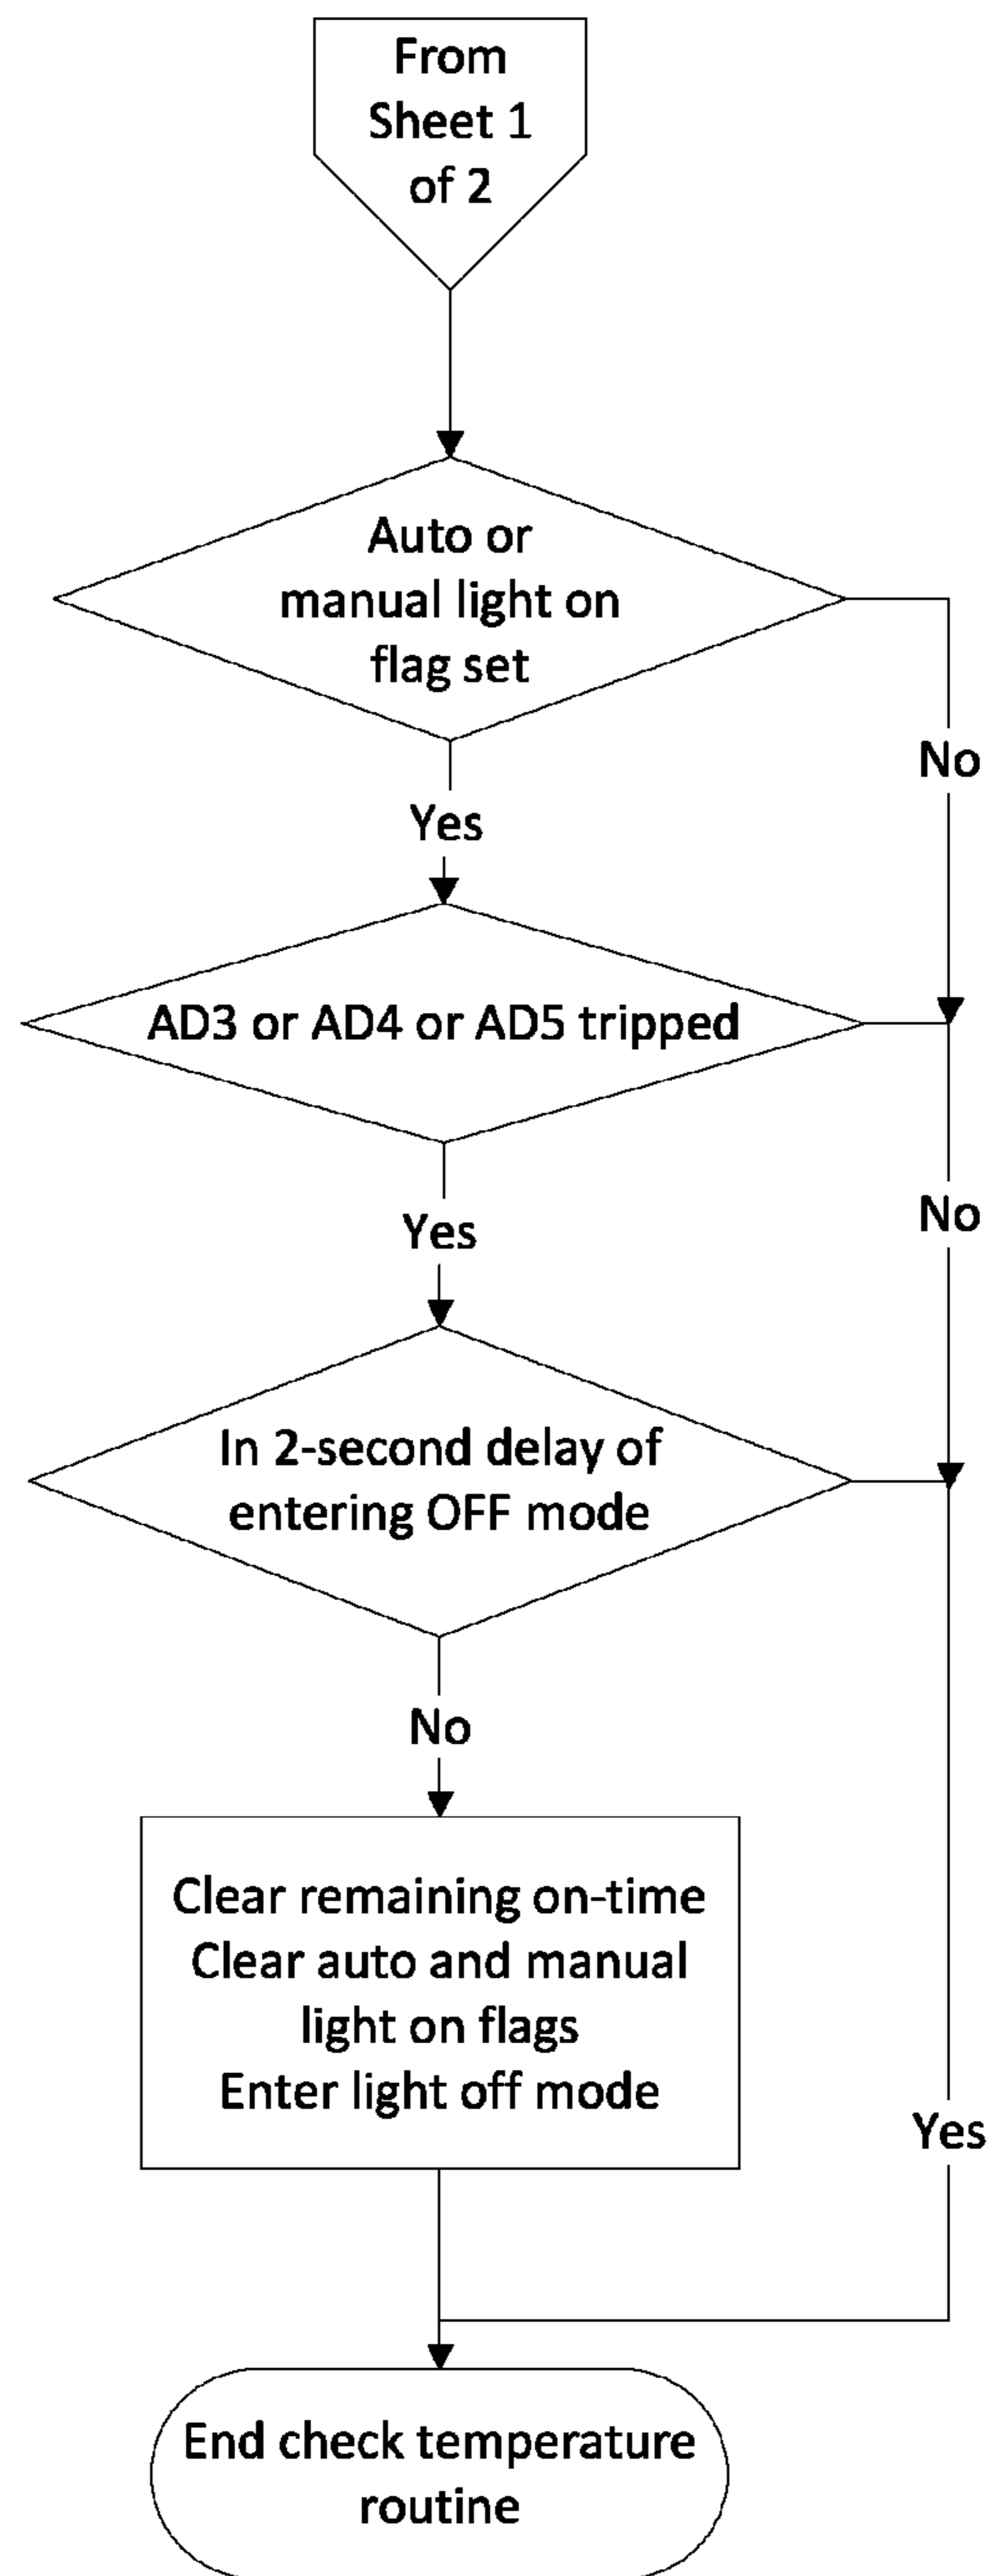 From
Sheet 1
of 2
Auto or
manual light on
flag set
No
Yes
AD3 or AD4 or AD5 tripped
No
Yes
In 2-second delay of
entering OFF mode
No
Clear remaining on-time
Clear auto and manual
light on flags
Enter light off mode
Yes
End check temperature
routine